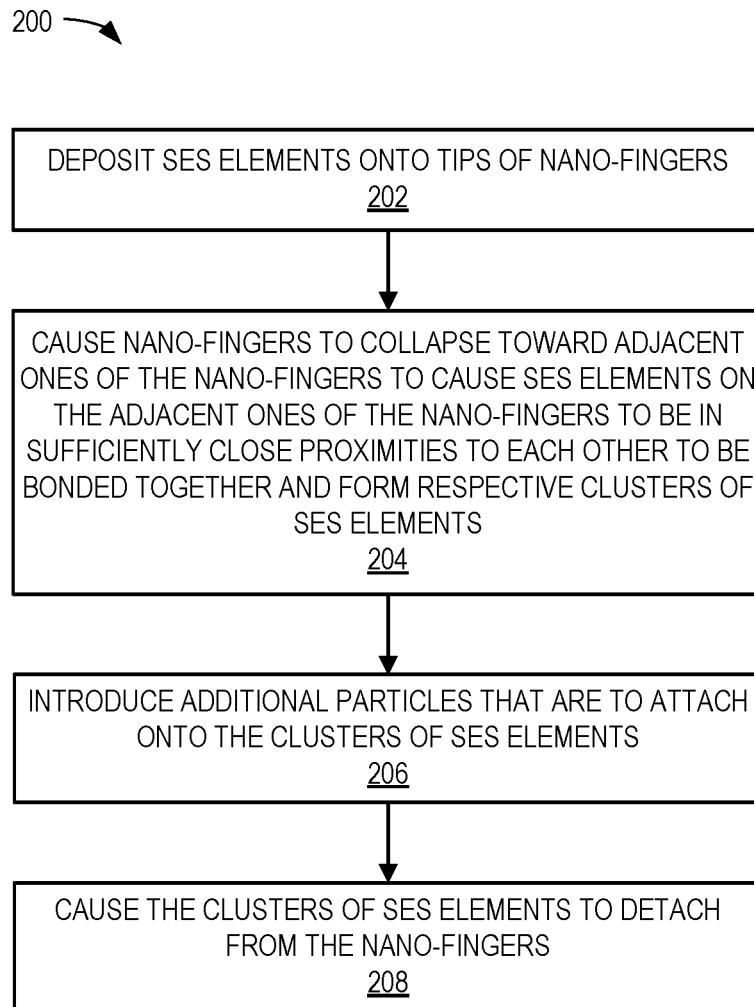 200
DEPOSIT SES ELEMENTS ONTO TIPS OF NANO-FINGERS
202
CAUSE NANO-FINGERS TO COLLAPSE TOWARD ADJACENT
ONES OF THE NANO-FINGERS TO CAUSE SES ELEMENTS ON
THE ADJACENT ONES OF THE NANO-FINGERS TO BE IN
SUFFICIENTLY CLOSE PROXIMITIES TO EACH OTHER TO BE
BONDED TOGETHER AND FORM RESPECTIVE CLUSTERS OF
SES ELEMENTS
204
INTRODUCE ADDITIONAL PARTICLES THAT ARE TO ATTACH
ONTO THE CLUSTERS OF SES ELEMENTS
206
CAUSE THE CLUSTERS OF SES ELEMENTS TO DETACH
FROM THE NANO-FINGERS
208